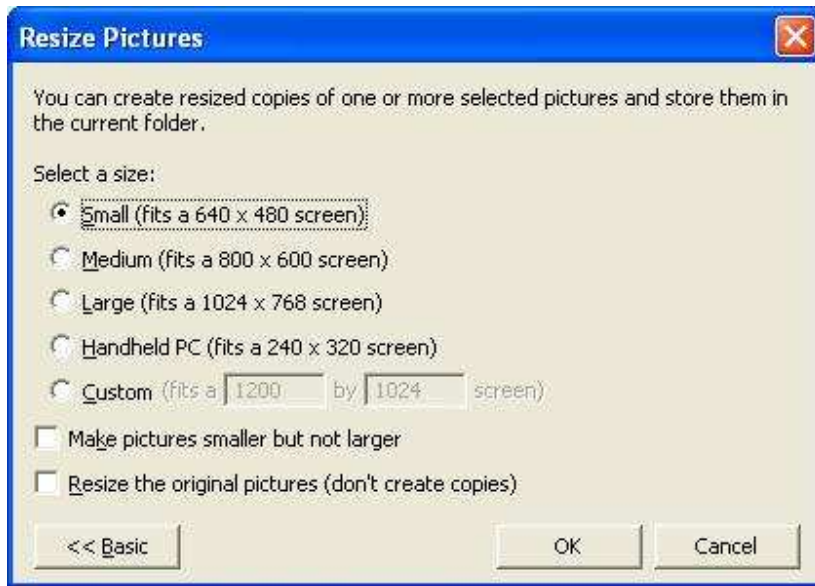 Resize Pictures
You can create resized copies of one or more selected pictures and store them in
the current folder.
Select a size:
Small (fits a 640 x 480 screen)
Medium (fits a 800 x 600 screen)
Large (fits a 1024 x 768 screen)
Handheld PC (fits a 240 x 320 screen)
Custom (fits a 1200 by 1024 screen)
Make pictures smaller but not larger
Resize the original pictures (don't create copies)
<< Basic OK Cancel